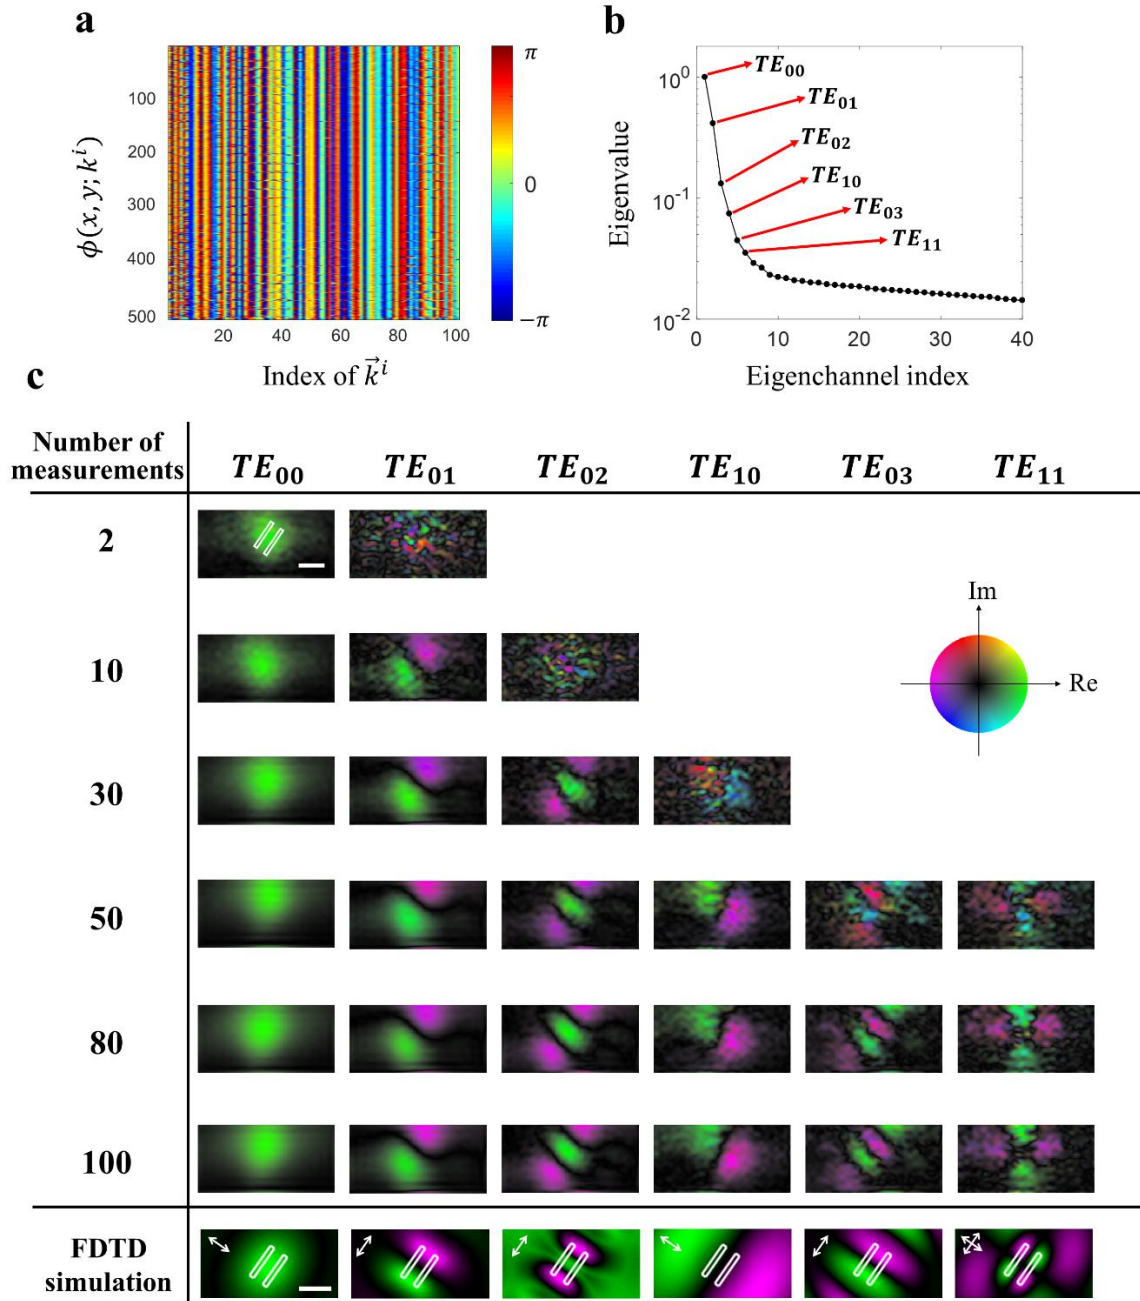 a
b
ϕ(x, y; kⁱ)
100
200
300
400
500
20
40
60
80
100
Index of k⃗ⁱ
π
0
−π
Eigenvalue
10⁰
10⁻¹
10⁻²
TE₀₀
TE₀₁
TE₀₂
TE₁₀
TE₀₃
TE₁₁
0
10
20
30
40
Eigenchannel index
c
Number of
measurements
TE₀₀ TE₀₁ TE₀₂ TE₁₀ TE₀₃ TE₁₁
2
10
30
50
80
100
Im
Re
FDTD
simulation